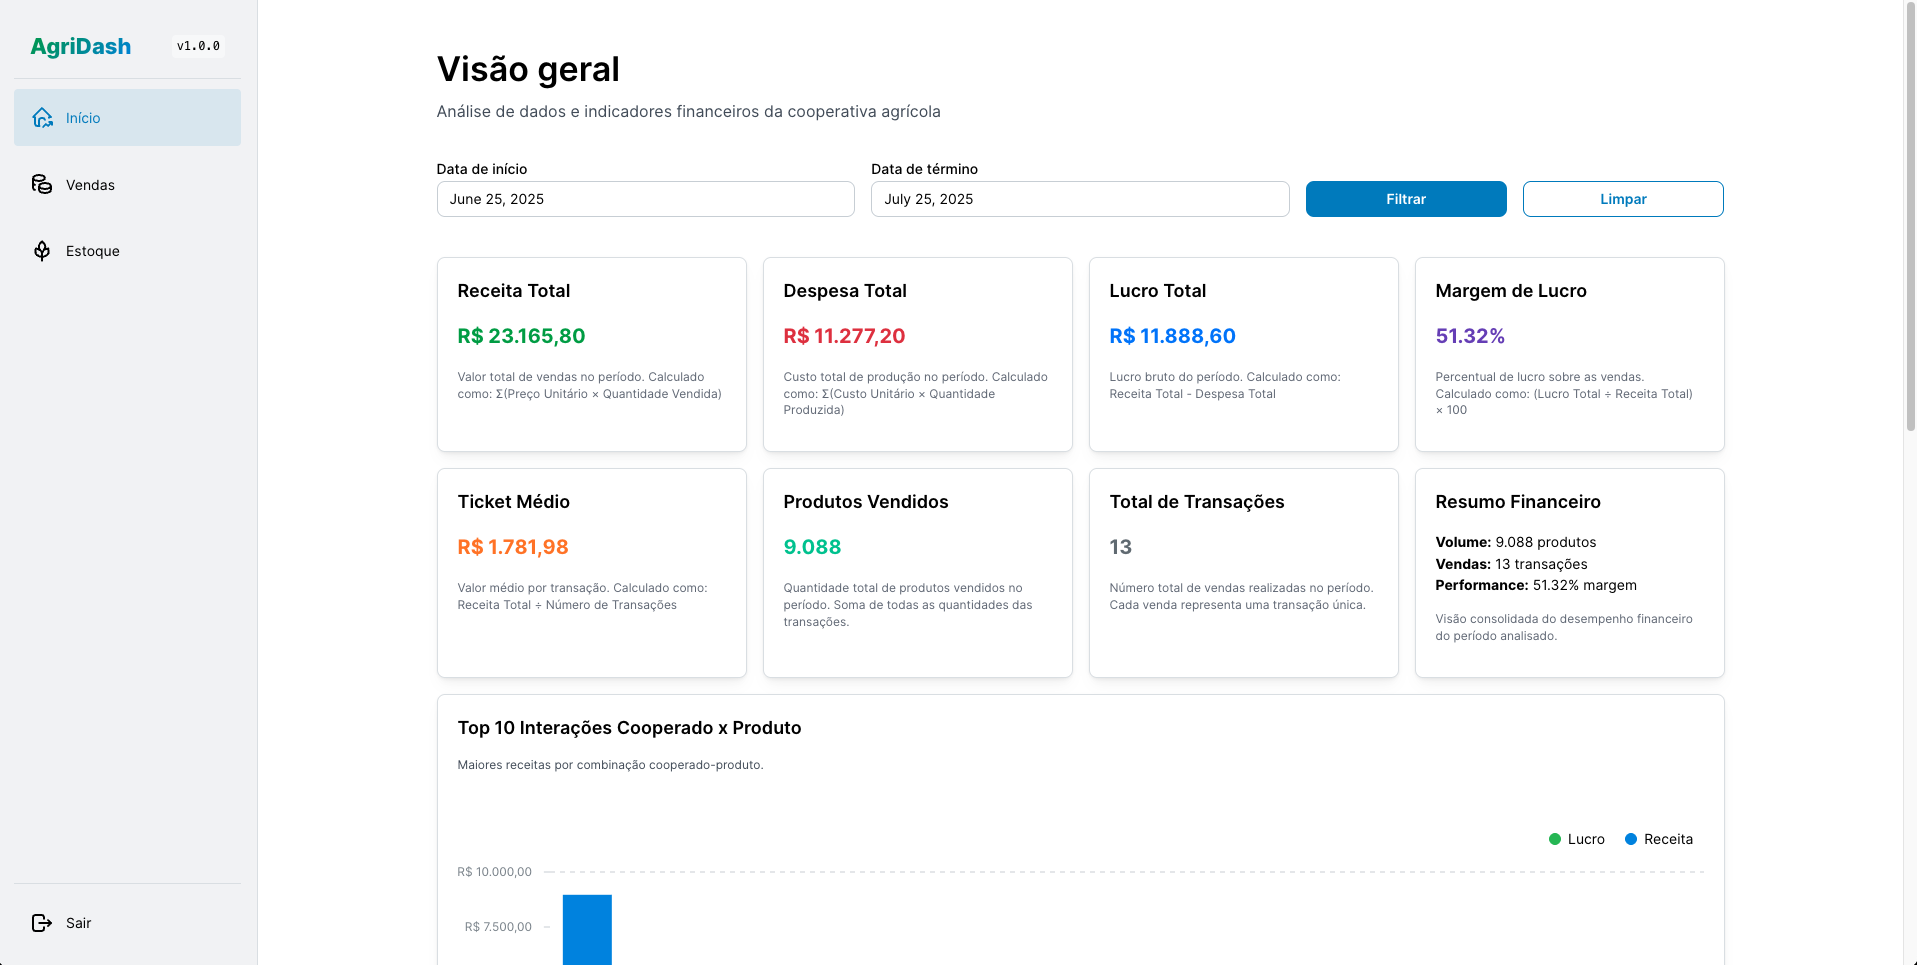 AgriDash
v1.0.0
Início
Vendas
Estoque
Sair
Visão geral
Análise de dados e indicadores financeiros da cooperativa agrícola
Data de início
June 25, 2025
Data de término
July 25, 2025
Filtrar
Limpar
Receita Total
R$ 23.165,80
Valor total de vendas no período. Calculado
como: Σ(Preço Unitário × Quantidade Vendida)
Despesa Total
R$ 11.277,20
Custo total de produção no período. Calculado
como: Σ(Custo Unitário × Quantidade
Produzida)
Lucro Total
R$ 11.888,60
Lucro bruto do período. Calculado como:
Receita Total - Despesa Total
Margem de Lucro
51.32%
Percentual de lucro sobre as vendas.
Calculado como: (Lucro Total ÷ Receita Total)
× 100
Ticket Médio
R$ 1.781,98
Valor médio por transação. Calculado como:
Receita Total ÷ Número de Transações
Produtos Vendidos
9.088
Quantidade total de produtos vendidos no
período. Soma de todas as quantidades das
transações.
Total de Transações
13
Número total de vendas realizadas no período.
Cada venda representa uma transação única.
Resumo Financeiro
Volume: 9.088 produtos
Vendas: 13 transações
Performance: 51.32% margem
Visão consolidada do desempenho financeiro
do período analisado.
Top 10 Interações Cooperado x Produto
Maiores receitas por combinação cooperado-produto.
Lucro
Receita
R$ 10.000,00
R$ 7.500,00